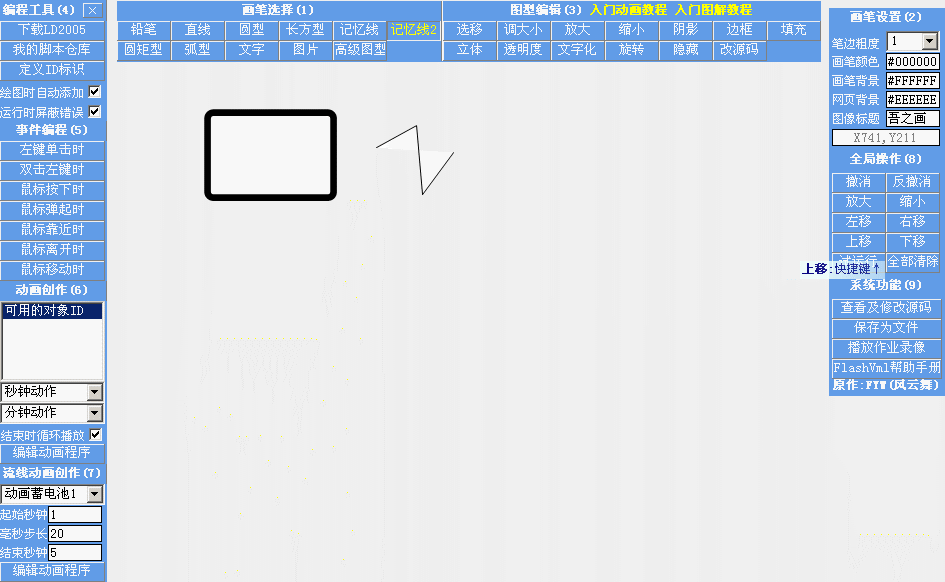 编程工具(4)
下载LD2005
我的脚本仓库
定义ID标识
绘图时自动添加
运行时屏蔽错误
事件编程(5)
左键单击时
双击左键时
鼠标按下时
鼠标弹起时
鼠标靠近时
鼠标离开时
鼠标移动时
动画创作(6)
可用的对象ID
秒钟动作
分钟动作
结束时循环播放
编辑动画程序
流线动画创作(7)
动画蓄电池1
起始秒钟 1
毫秒步长 20
结束秒钟 5
编辑动画程序
画笔选择(1)
铅笔 直线 圆型 长方型 记忆线 记忆线2
圆矩型 弧型 文字 图片 高级图型
图型编辑(3) 入门动画教程 入门图解教程
选移 调大小 放大 缩小 阴影 边框 填充
立体 透明度 文字化 旋转 隐藏 改源码
画笔设置(2)
笔边粗度 1
画笔颜色 #000000
画笔背景 #FFFFFF
网页背景 #EEEEEE
图像标题 吾之画
X741,Y211
全局操作(8)
撤消 反撤消
放大 缩小
左移 右移
上移 下移
试运行 全部清除
上移:快捷键↑
系统功能(9)
查看及修改源码
保存为文件
播放作业录像
FlashVml帮助手册
原作:FYW(风云舞)